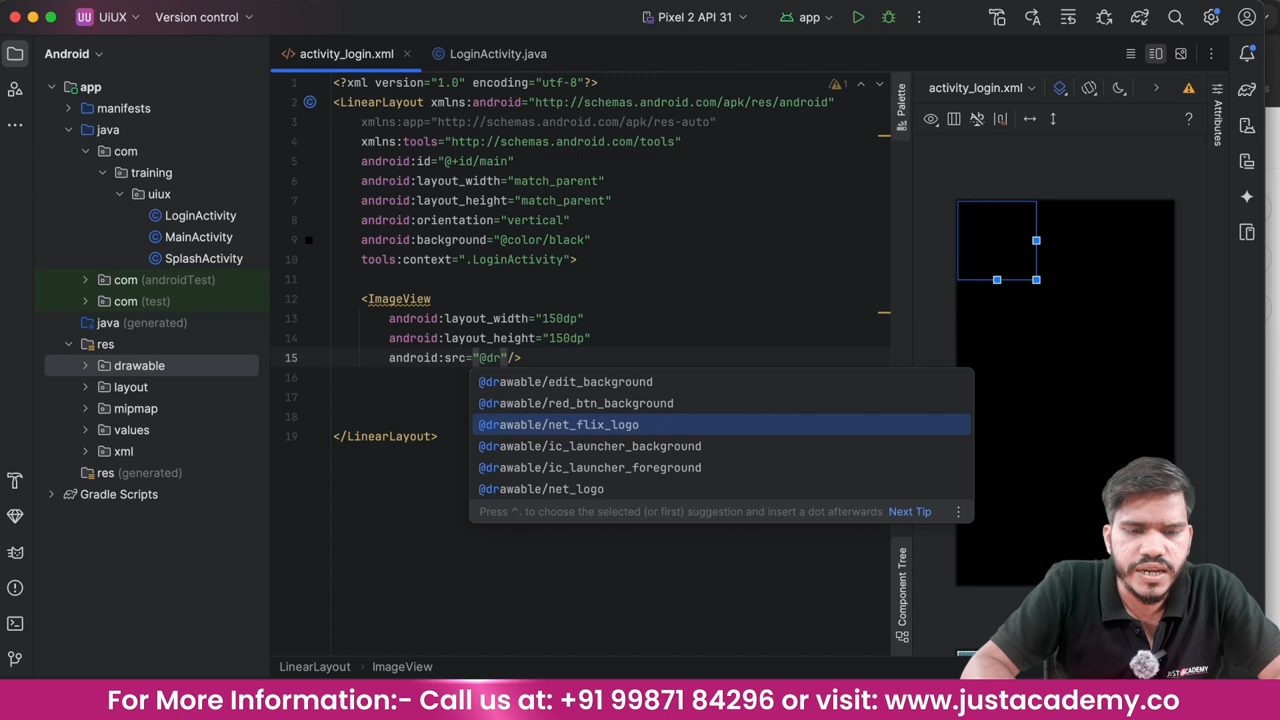 UU UiUX Version control Pixel 2 API 31 app
Android
activity_login.xml LoginActivity.java
app
manifests
java
com
training
uiux
LoginActivity
MainActivity
SplashActivity
com (androidTest)
com (test)
java (generated)
res
drawable
layout
mipmap
values
xml
res (generated)
Gradle Scripts
1 <?xml version="1.0" encoding="utf-8"?>
2 <LinearLayout xmlns:android="http://schemas.android.com/apk/res/android"
3 xmlns:app="http://schemas.android.com/apk/res-auto"
4 xmlns:tools="http://schemas.android.com/tools"
5 android:id="@+id/main"
6 android:layout_width="match_parent"
7 android:layout_height="match_parent"
8 android:orientation="vertical"
9 android:background="@color/black"
10 tools:context=".LoginActivity">
11
12 <ImageView
13 android:layout_width="150dp"
14 android:layout_height="150dp"
15 android:src="@dr"/>
16
17
18
19 </LinearLayout>
1
@drawable/edit_background
@drawable/red_btn_background
@drawable/net_flix_logo
@drawable/ic_launcher_background
@drawable/ic_launcher_foreground
@drawable/net_logo
Press ^. to choose the selected (or first) suggestion and insert a dot afterwards Next Tip
Palette
Component Tree
activity_login.xml
Attributes
LinearLayout ImageView
JUSTACADEMY
For More Information:- Call us at: +91 99871 84296 or visit: www.justacademy.co